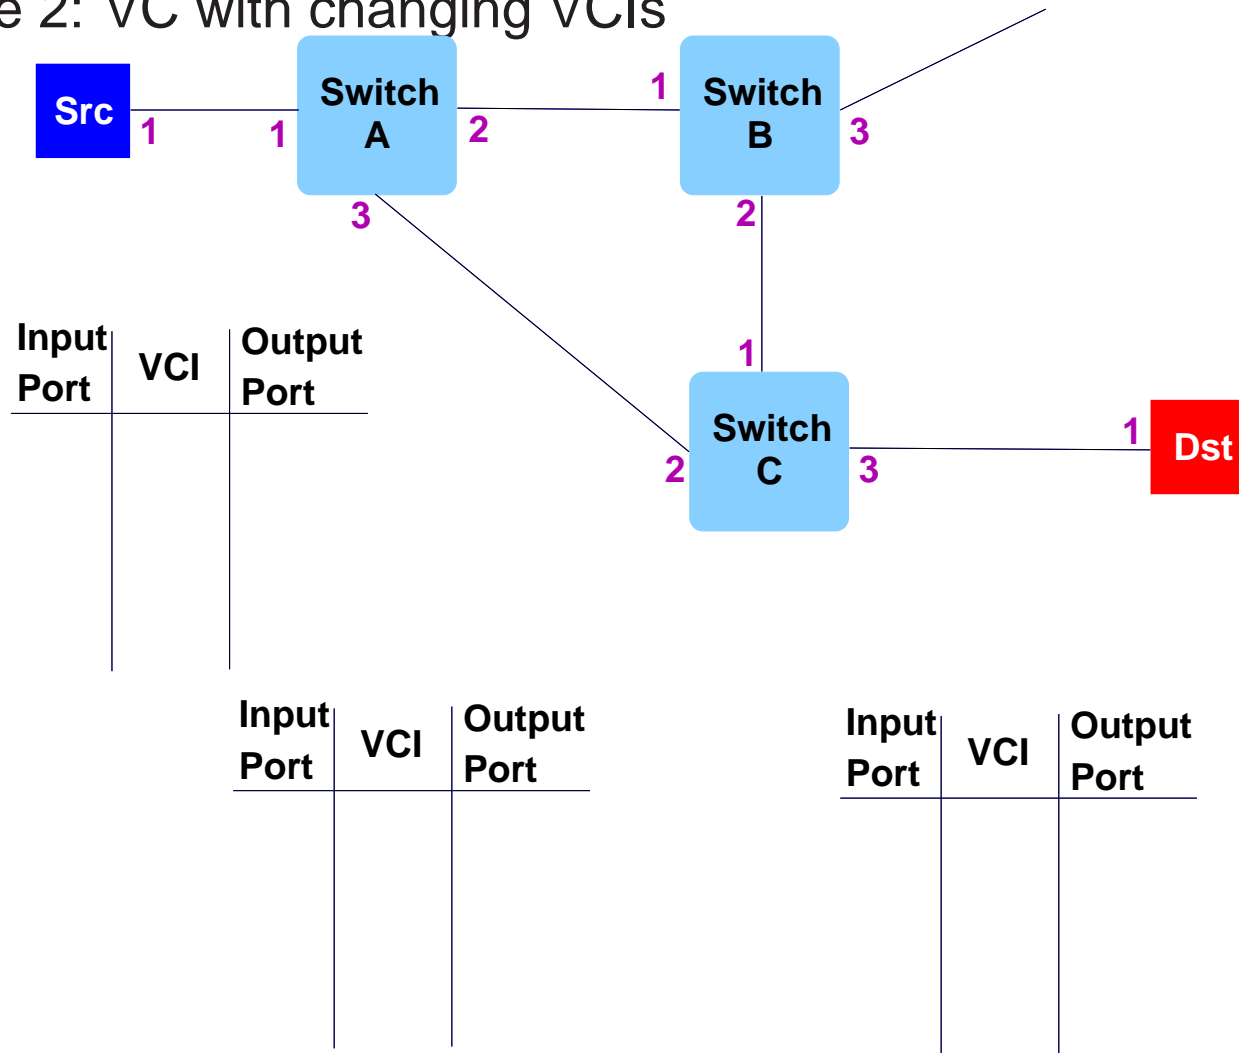 e 2: VC with changing VCIs
Src
1
1
Switch
A
2
3
1
Switch
B
3
2
1
Switch
C
2
3
1
Dst
Input
Port
VCI
Output
Port
Input
Port
VCI
Output
Port
Input
Port
VCI
Output
Port